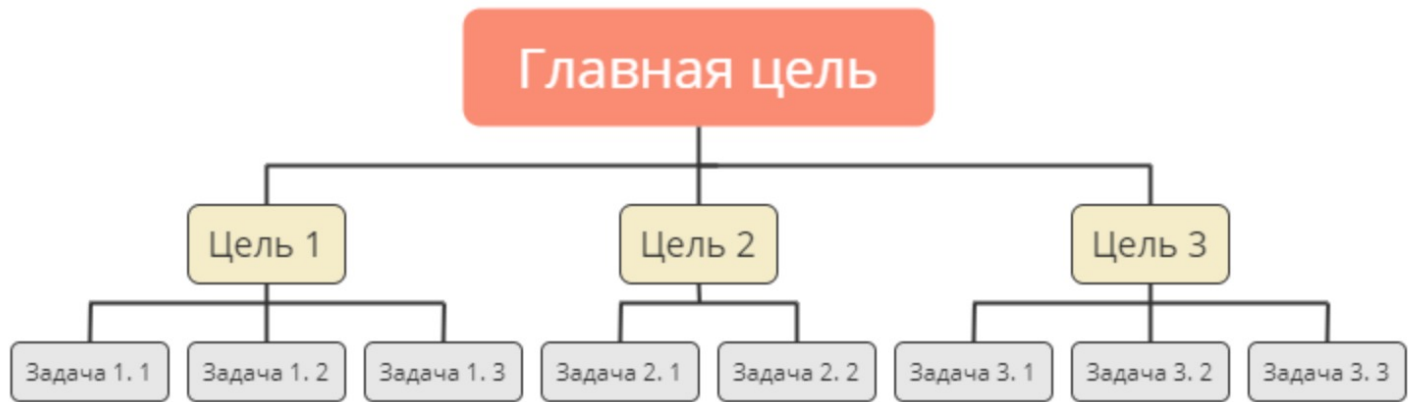 Главная цель
Цель 1
Цель 2
Цель 3
Задача 1. 1
Задача 1. 2
Задача 1. 3
Задача 2. 1
Задача 2. 2
Задача 3. 1
Задача 3. 2
Задача 3. 3